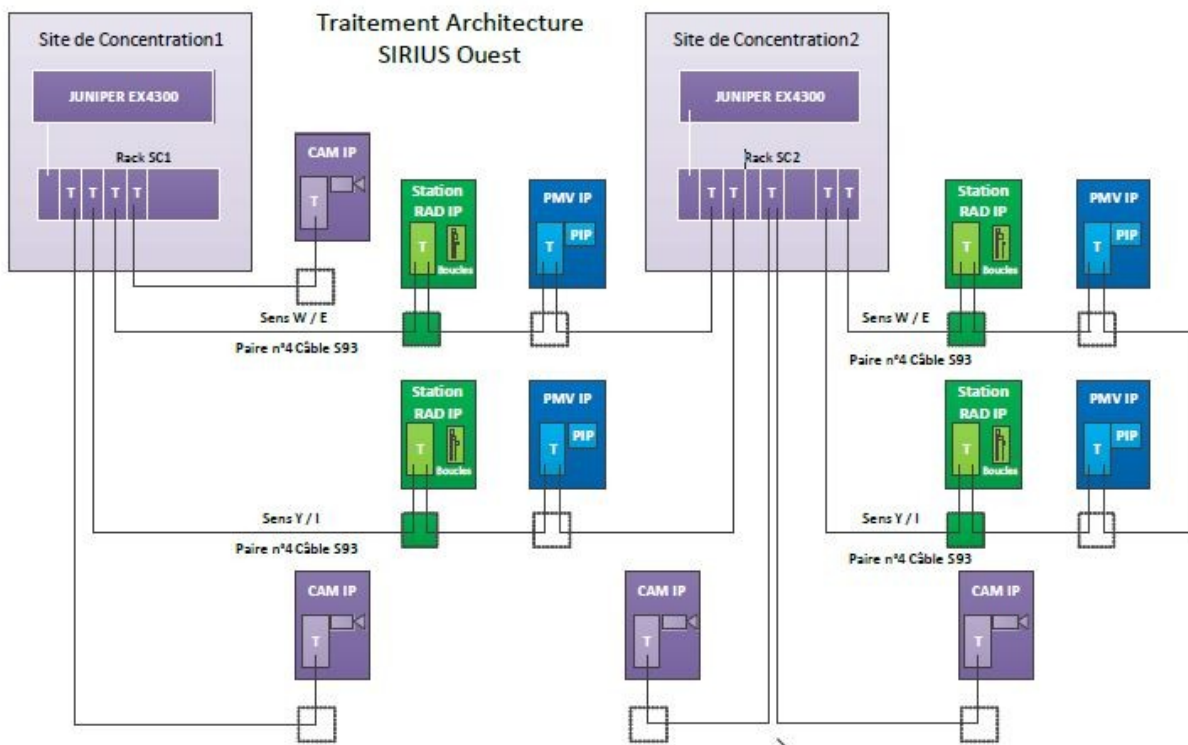 Traitement Architecture
SIRIUS Ouest
Site de Concentration1
JUNIPER EX4300
Rack SC1
T T T T
Site de Concentration2
JUNIPER EX4300
Rack SC2
T T T T T
CAM IP
T
Station
RAD IP
T
Boucles
PMV IP
PIP
T
Station
RAD IP
T
Boucles
PMV IP
PIP
T
Sens W / E
Paire n°4 Câble S93
Sens W / E
Paire n°4 Câble S93
Station
RAD IP
T
Boucles
PMV IP
PIP
T
Station
RAD IP
T
Boucles
PMV IP
PIP
T
Sens Y / I
Paire n°4 Câble S93
Sens Y / I
Paire n°4 Câble S93
CAM IP
T
CAM IP
T
CAM IP
T